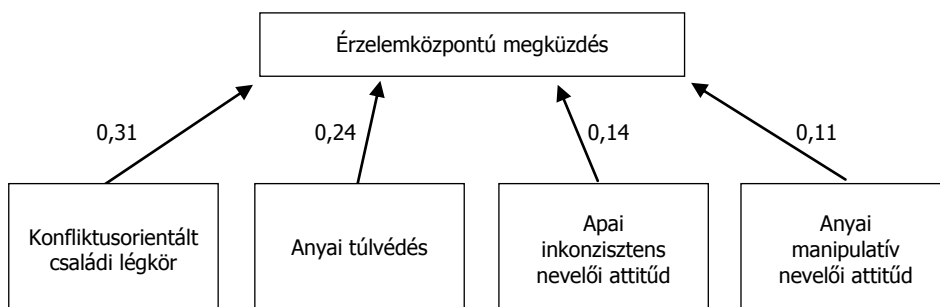 Érzelemközpontú megküzdés
0,31
0,24
0,14
0,11
Konfliktusorientált
családi légkör
Anyai túlvédés
Apai
inkonzisztens
nevelői attitűd
Anyai
manipulatív
nevelői attitűd